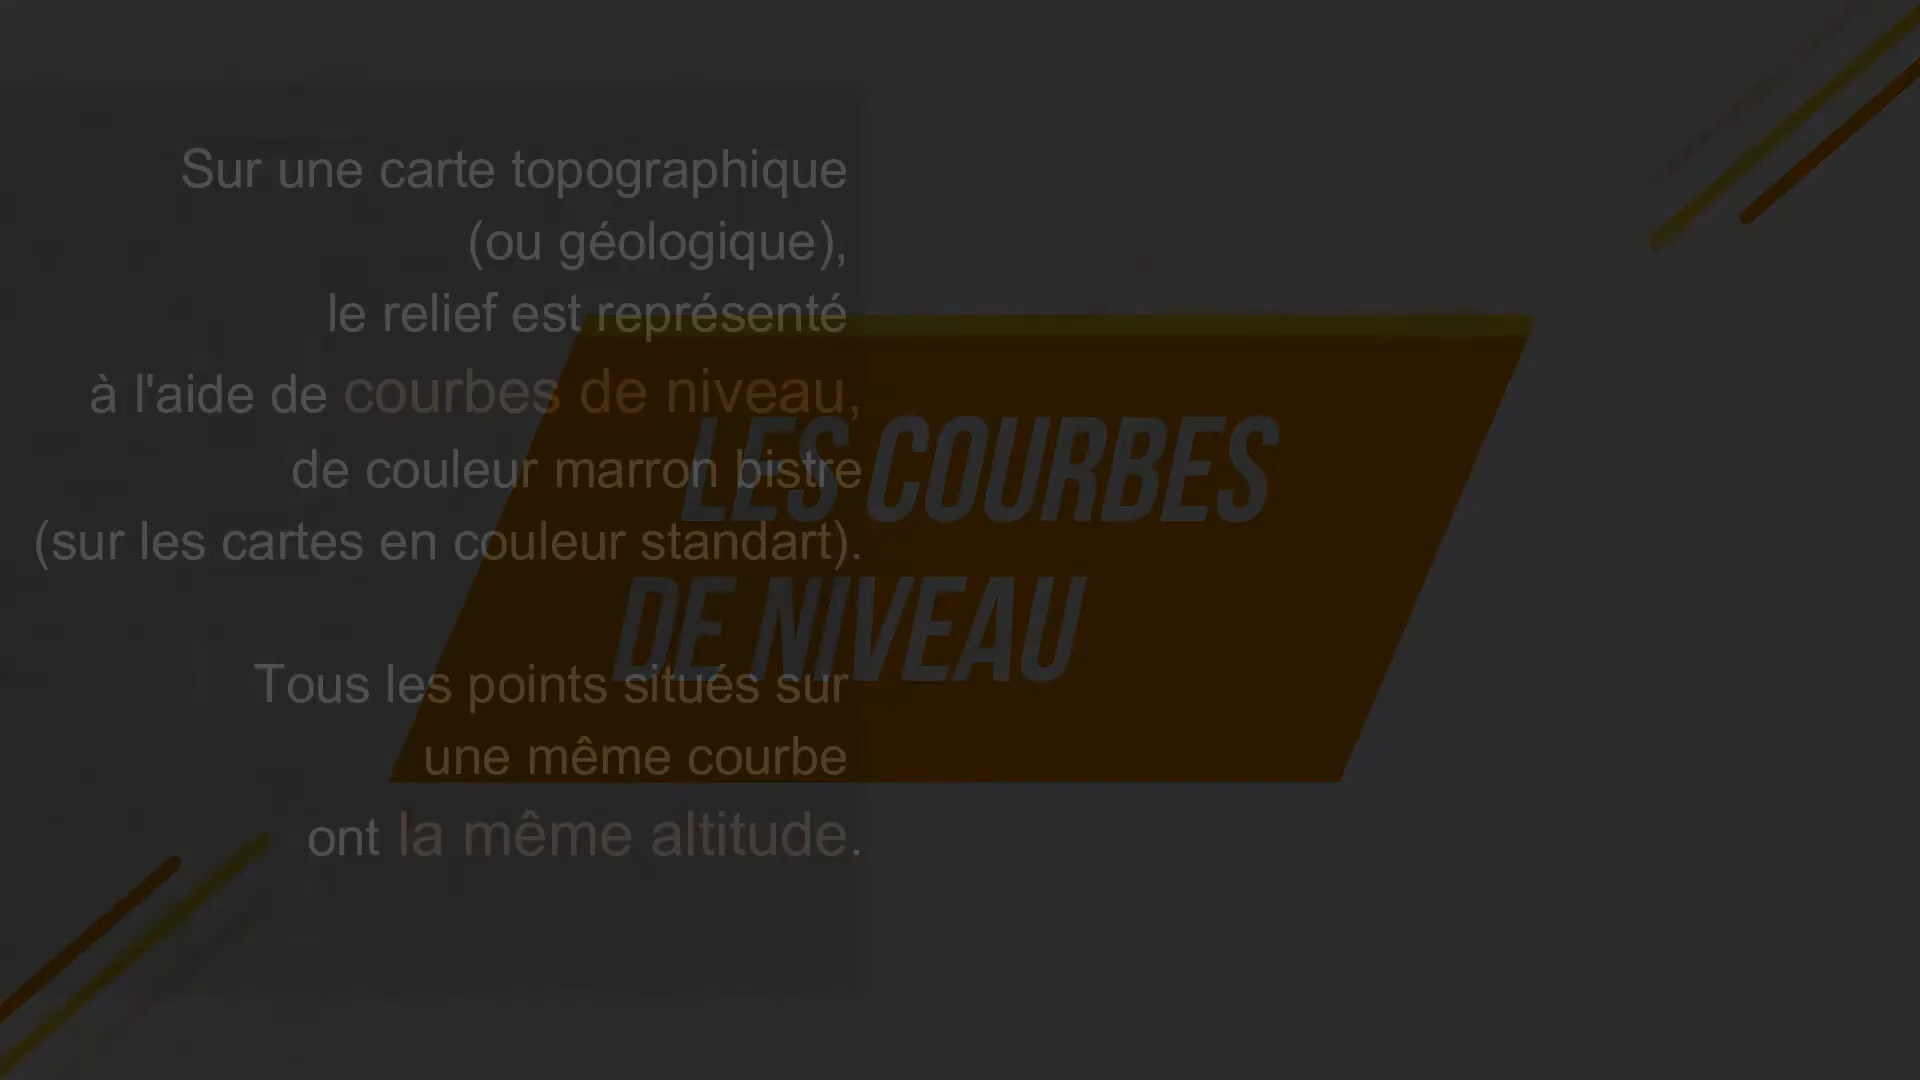 Sur une carte topographique
(ou géologique),
le relief est représenté
à l'aide de courbes de niveau,
de couleur marron bistre
(sur les cartes en couleur standart).
Tous les points situés sur
une même courbe
ont la même altitude.
LES COURBES
DE NIVEAU